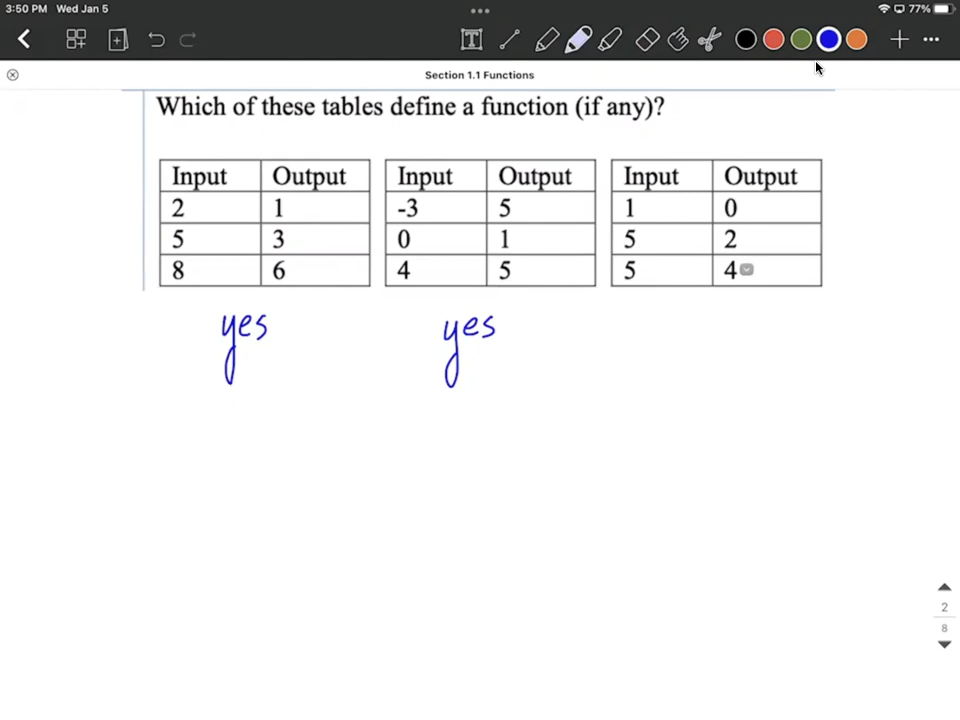 3:50 PM Wed Jan 5 77%
Section 1.1 Functions
Which of these tables define a function (if any)?
Input Output Input Output Input Output
2 1 -3 5 1 0
5 3 0 1 5 2
8 6 4 5 5 4
yes yes
2
8